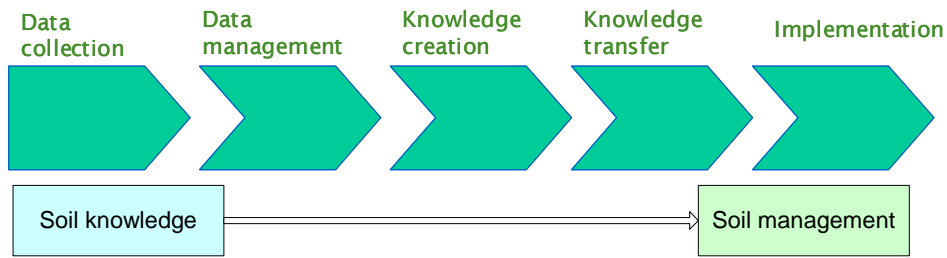 Data
collection
Data
management
Knowledge
creation
Knowledge
transfer
Implementation
Soil knowledge
Soil management